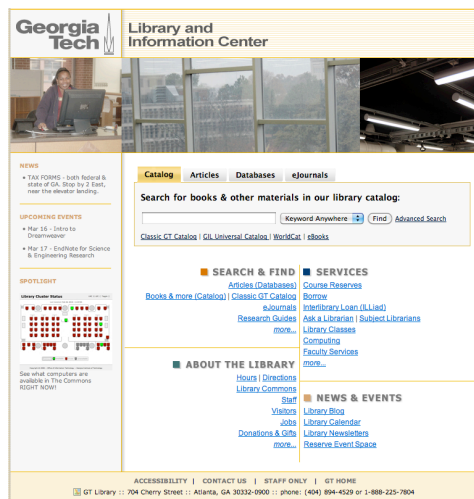 Georgia
Tech
Library and
Information Center
NEWS
• TAX FORMS - both federal &
state of GA. Stop by 2 East,
near the elevator landing.
UPCOMING EVENTS
• Mar 16 - Intro to
Dreamweaver
• Mar 17 - EndNote for Science
& Engineering Research
SPOTLIGHT
Library Cluster Status
See what computers are
available in The Commons
RIGHT NOW!
Catalog Articles Databases eJournals
Search for books & other materials in our library catalog:
Keyword Anywhere Find Advanced Search
Classic GT Catalog | GIL Universal Catalog | WorldCat | eBooks
SEARCH & FIND
Articles (Databases)
Books & more (Catalog) | Classic GT Catalog
eJournals
Research Guides
more...
SERVICES
Course Reserves
Borrow
Interlibrary Loan (ILLiad)
Ask a Librarian | Subject Librarians
Library Classes
Computing
Faculty Services
more...
ABOUT THE LIBRARY
Hours | Directions
Library Commons
Staff
Visitors
Jobs
Donations & Gifts
more...
NEWS & EVENTS
Library Blog
Library Calendar
Library Newsletters
Reserve Event Space
ACCESSIBILITY | CONTACT US | STAFF ONLY | GT HOME
GT Library :: 704 Cherry Street :: Atlanta, GA 30332-0900 :: phone: (404) 894-4529 or 1-888-225-7804